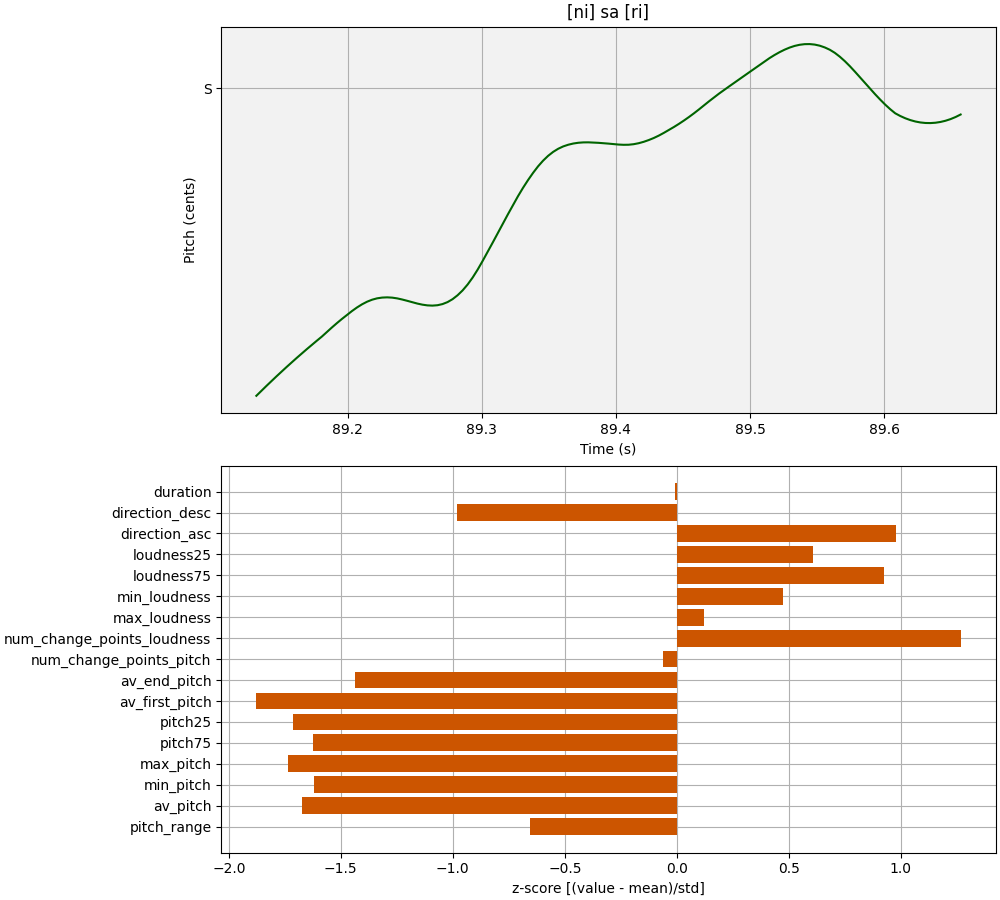 [ni] sa [ri]
S
Pitch (cents)
89.2 89.3 89.4 89.5 89.6
Time (s)
duration
direction_desc
direction_asc
loudness25
loudness75
min_loudness
max_loudness
num_change_points_loudness
num_change_points_pitch
av_end_pitch
av_first_pitch
pitch25
pitch75
max_pitch
min_pitch
av_pitch
pitch_range
−2.0 −1.5 −1.0 −0.5 0.0 0.5 1.0
z-score [(value - mean)/std]